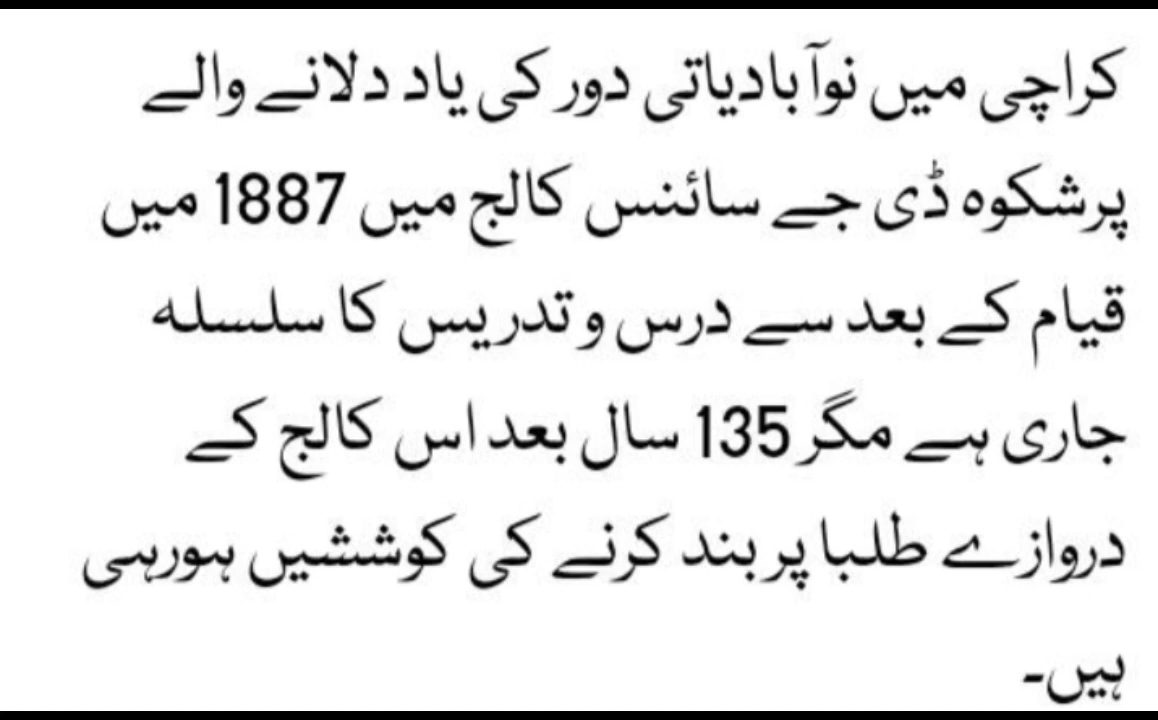 کراچی میں نوآبادیاتی دور کی یاد دلانے والے
پرشکوہ ڈی جے سائنس کالج میں 1887 میں
قیام کے بعد سے درس و تدریس کا سلسلہ
جاری ہے مگر 135 سال بعد اس کالج کے
دروازے طلبا پر بند کرنے کی کوششیں ہورہی
ہیں۔